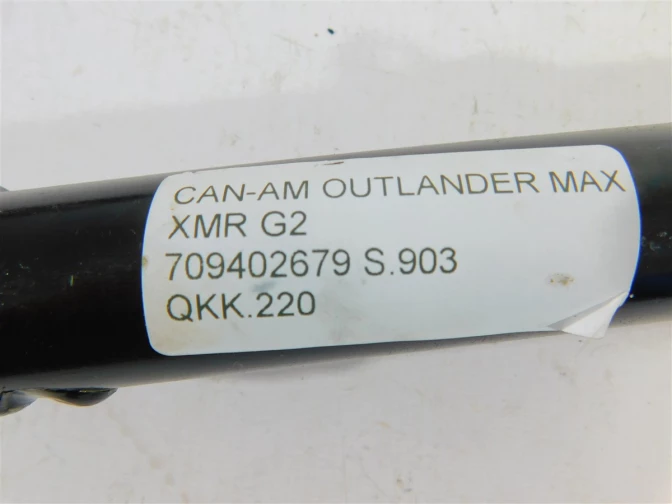 CAN-AM OUTLANDER MAX
XMR G2
709402679 S.903
QKK.220